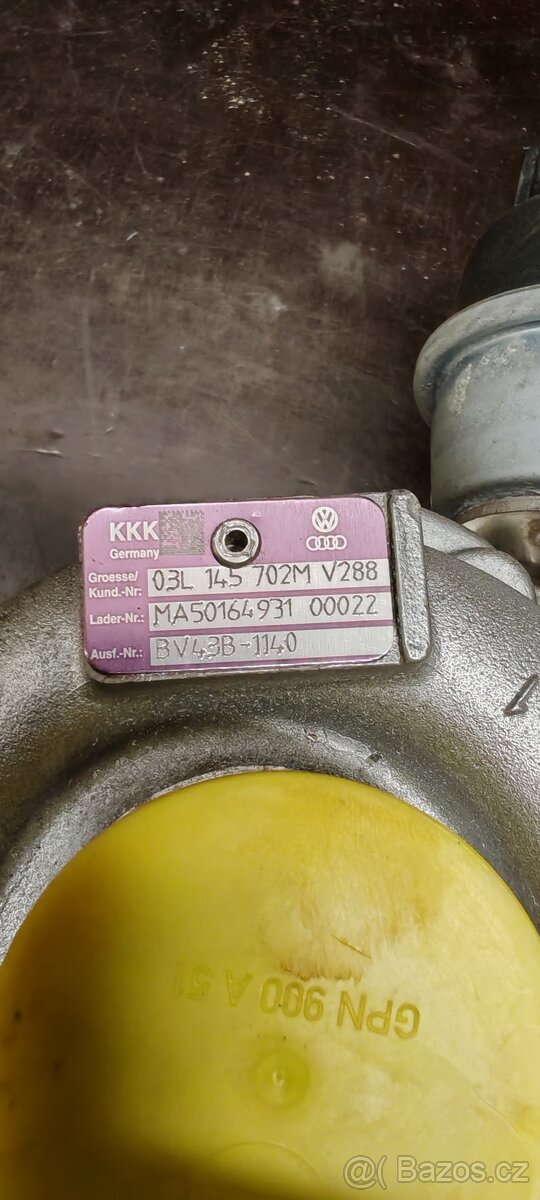 KKK
Germany
Groesse/
Kund.-Nr: 03L 145 702M V288
Lader-Nr.: MA50164931 00022
Ausf.-Nr.: BV43B-1140
GPN 900 A 51
@( Bazos.cz